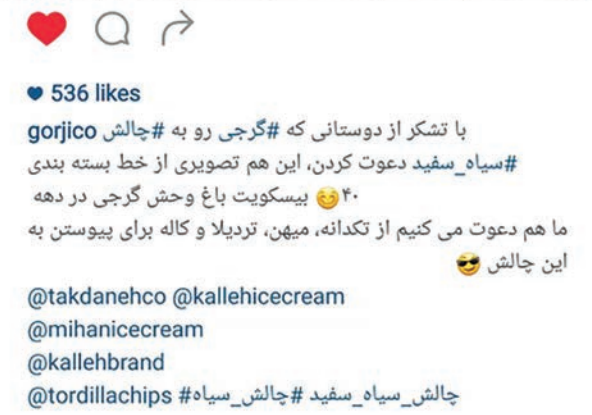 536 likes
gorjico با تشکر از دوستانی که #گرجی رو به #چالش
#سیاه_سفید دعوت کردن، این هم تصویری از خط بسته بندی
بیسکویت باغ وحش گرجی در دهه 😊۴۰
ما هم دعوت می کنیم از تکدانه، میهن، تردیلا و کاله برای پیوستن به
این چالش 😎
@takdanehco @kallehicecream
@mihanicecream
@kallehbrand
@tordillachips #چالش_سیاه_سفید #چالش_سیاه